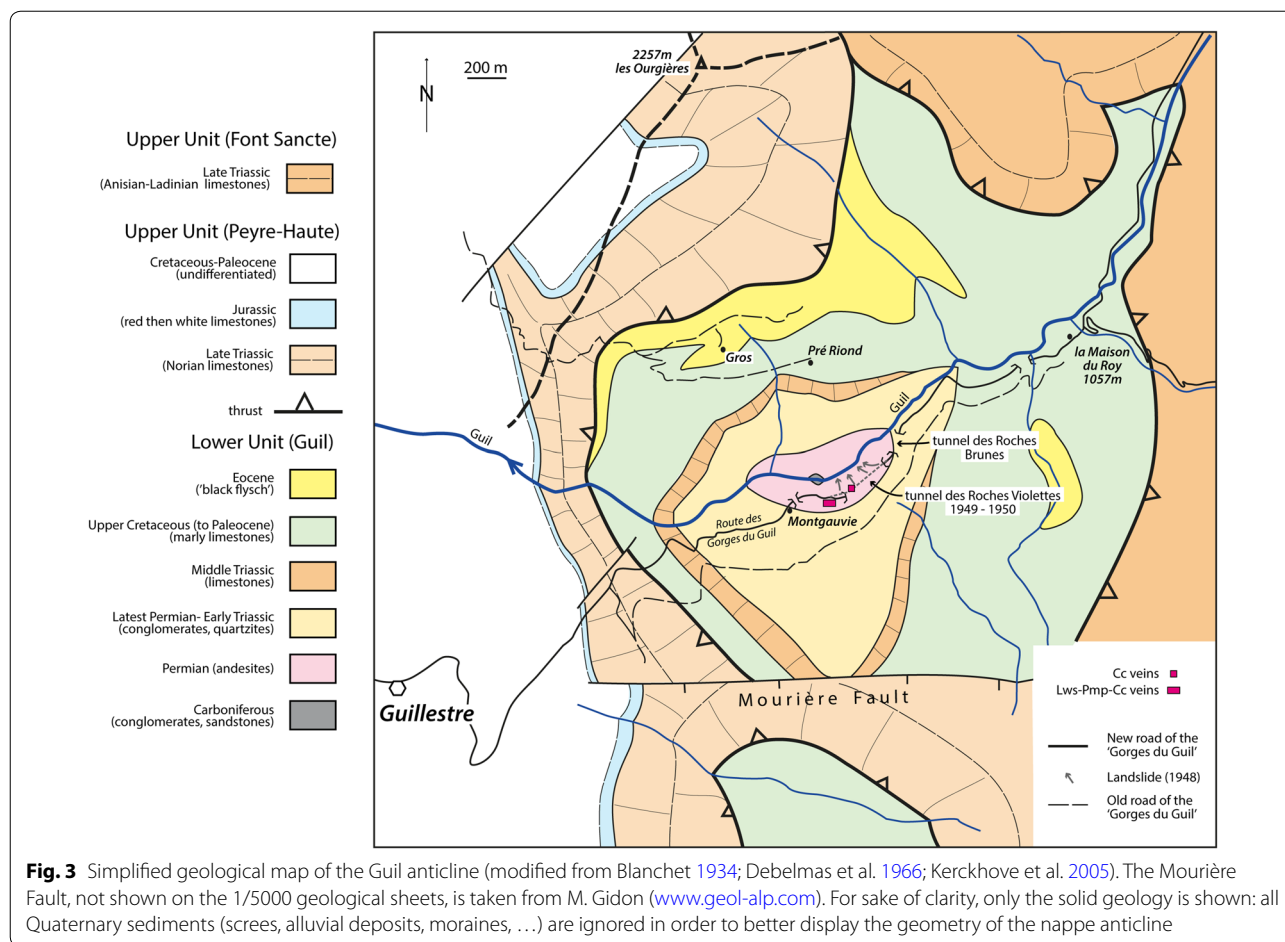 Upper Unit (Font Sancte)
Late Triassic
(Anisian-Ladinian limestones)
Upper Unit (Peyre-Haute)
Cretaceous-Paleocene
(undifferentiated)
Jurassic
(red then white limestones)
Late Triassic
(Norian limestones)
thrust
Lower Unit (Guil)
Eocene
('black flysch')
Upper Cretaceous (to Paleocene)
(marly limestones)
Middle Triassic
(limestones)
Latest Permian- Early Triassic
(conglomerates, quartzites)
Permian (andesites)
Carboniferous
(conglomerates, sandstones)
N
200 m
2257m
les Ourgières
Gros
Pré Riond
la Maison
du Roy
1057m
Guil
Guil
tunnel des Roches
Brunes
tunnel des Roches Violettes
1949 - 1950
Montgauvie
Route des
Gorges du Guil
Mourière Fault
Guillestre
Cc veins
Lws-Pmp-Cc veins
New road of the
'Gorges du Guil'
Landslide (1948)
Old road of the
'Gorges du Guil'
Fig. 3 Simplified geological map of the Guil anticline (modified from Blanchet 1934; Debelmas et al. 1966; Kerckhove et al. 2005). The Mourière
Fault, not shown on the 1/5000 geological sheets, is taken from M. Gidon (www.geol-alp.com). For sake of clarity, only the solid geology is shown: all
Quaternary sediments (screes, alluvial deposits, moraines, …) are ignored in order to better display the geometry of the nappe anticline